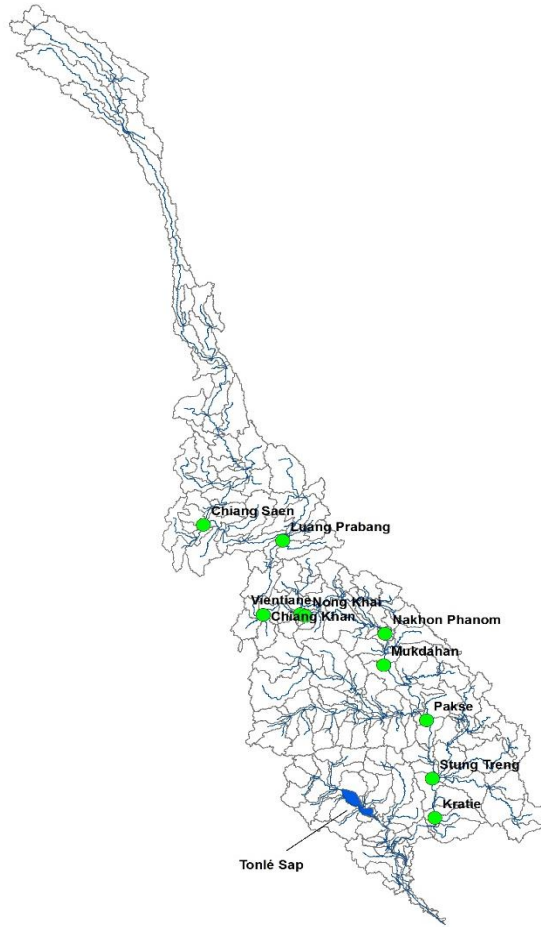 Chiang Saen
Luang Prabang
Vientiane
Nong Khai
Chiang Khan
Nakhon Phanom
Mukdahan
Pakse
Stung Treng
Kratie
Tonlé Sap